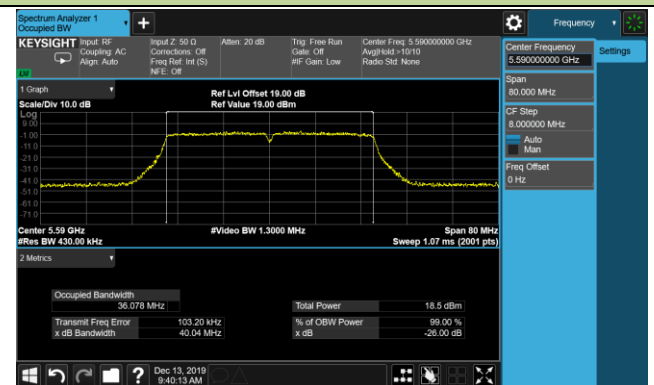 Spectrum Analyzer 1
Occupied BW
Frequency
KEYSIGHT
Input: RF
Coupling: AC
Align: Auto
Input Z: 50 Ω
Corrections: Off
Freq Ref: Int (S)
NFE: Off
Atten: 20 dB
Trig: Free Run
Gate: Off
#IF Gain: Low
Center Freq: 5.590000000 GHz
Avg|Hold:>10/10
Radio Std: None
Center Frequency
5.590000000 GHz
Settings
Span
80.000 MHz
CF Step
8.000000 MHz
Auto
Man
Freq Offset
0 Hz
1 Graph
Scale/Div 10.0 dB
Ref Lvl Offset 19.00 dB
Ref Value 19.00 dBm
Log
9.00
-1.00
-11.0
-21.0
-31.0
-41.0
-51.0
-61.0
-71.0
Center 5.59 GHz
#Video BW 1.3000 MHz
Span 80 MHz
#Res BW 430.00 kHz
Sweep 1.07 ms (2001 pts)
2 Metrics
Occupied Bandwidth
36.078 MHz
Total Power 18.5 dBm
Transmit Freq Error 103.20 kHz
% of OBW Power 99.00 %
x dB Bandwidth 40.04 MHz
x dB -26.00 dB
?
Dec 13, 2019
9:40:13 AM